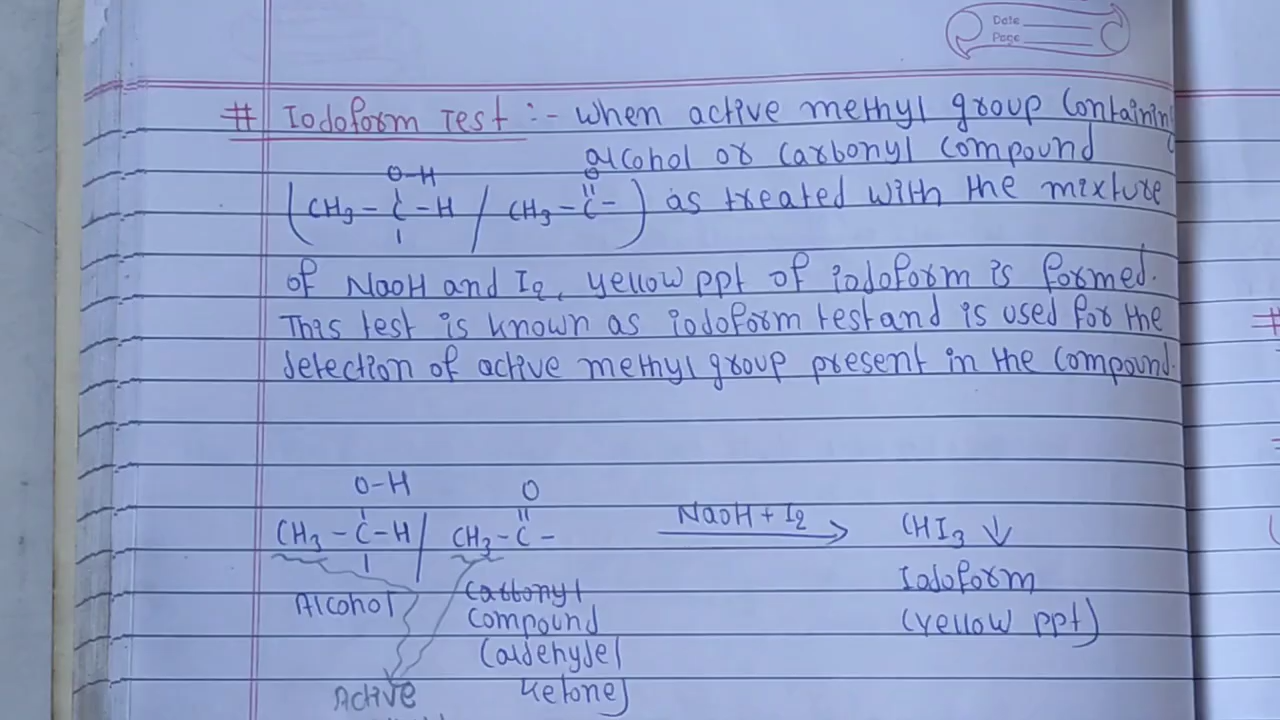 Date
Page
# Iodoform Test :- when active methyl group containing
alcohol or carbonyl compound
O-H O
(CH3 - C - H / CH3 - C -) as treated with the mixture
of NaOH and I2, yellow ppt of iodoform is formed.
This test is known as iodoform test and is used for the
detection of active methyl group present in the compound.
O-H O
CH3 - C - H / CH3 - C - NaOH + I2 → CHI3 ↓
Alcohol Carbonyl Iodoform
compound (yellow ppt)
(aldehyde/
Active ketone)